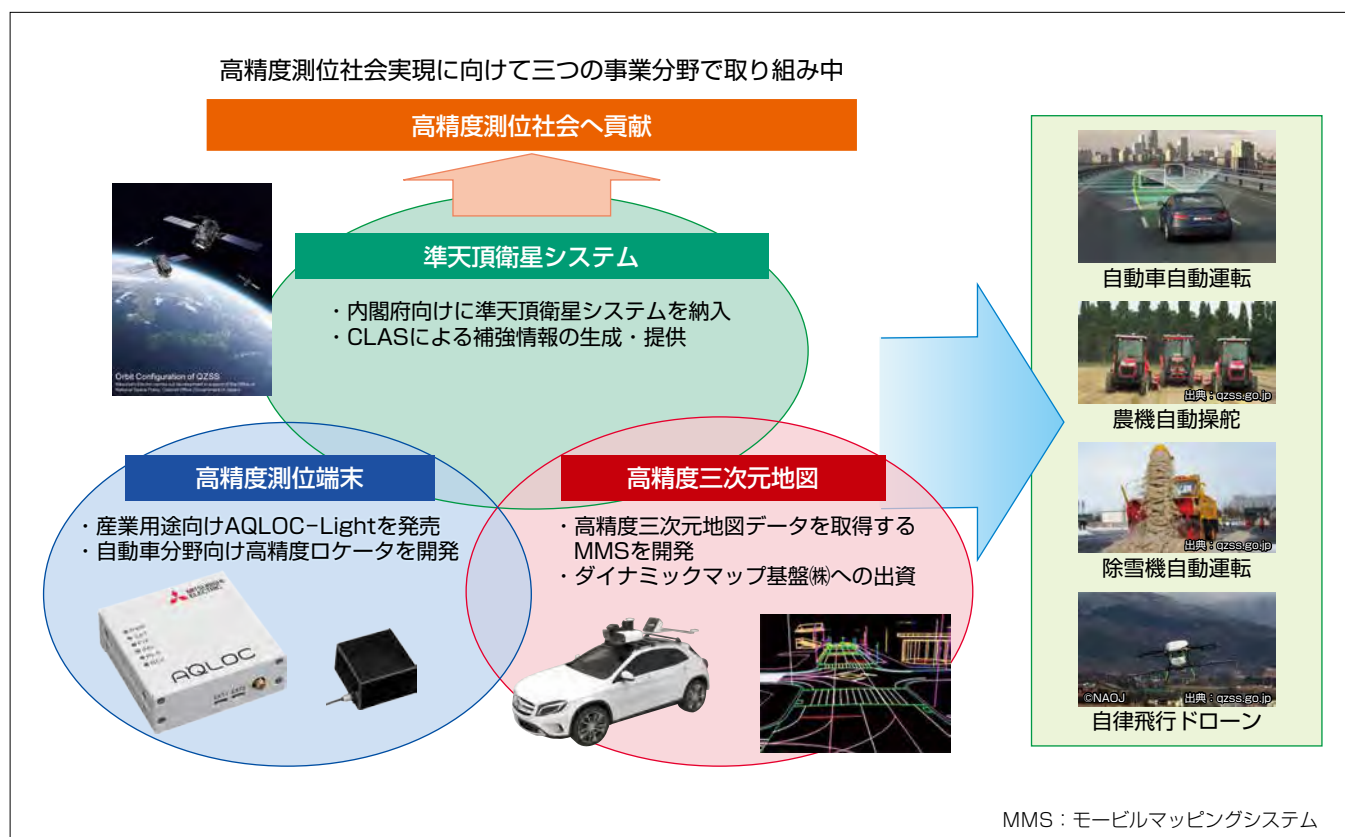 高精度測位社会実現に向けて三つの事業分野で取り組み中
高精度測位社会へ貢献
準天頂衛星システム
・内閣府向けに準天頂衛星システムを納入
・CLASによる補強情報の生成・提供
Orbit Configuration of QZSS
高精度測位端末
・産業用途向けAQLOC-Lightを発売
・自動車分野向け高精度ロケータを開発
MITSUBISHI
ELECTRIC
AQLOC
高精度三次元地図
・高精度三次元地図データを取得する
MMSを開発
・ダイナミックマップ基盤㈱への出資
自動車自動運転
出典：qzss.go.jp
農機自動操舵
出典：qzss.go.jp
除雪機自動運転
©NAOJ 出典：qzss.go.jp
自律飛行ドローン
MMS：モービルマッピングシステム